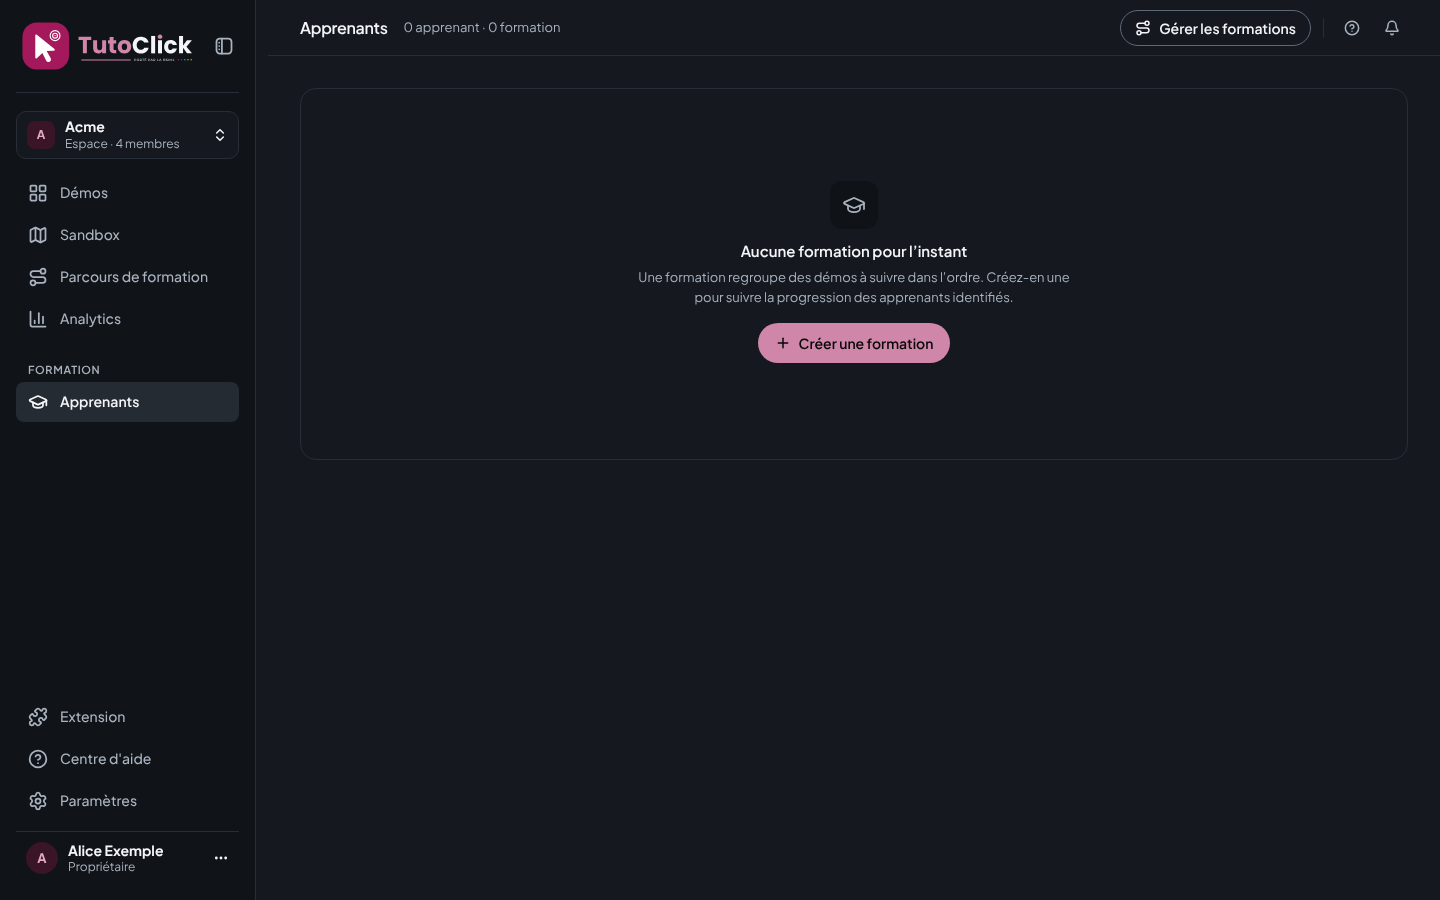 TutoClick
Acme
A
Espace · 4 membres
Démos
Sandbox
Parcours de formation
Analytics
FORMATION
Apprenants
Extension
Centre d'aide
Paramètres
A
Alice Exemple
Propriétaire
Apprenants
0 apprenant · 0 formation
Gérer les formations
Aucune formation pour l’instant
Une formation regroupe des démos à suivre dans l'ordre. Créez-en une
pour suivre la progression des apprenants identifiés.
Créer une formation